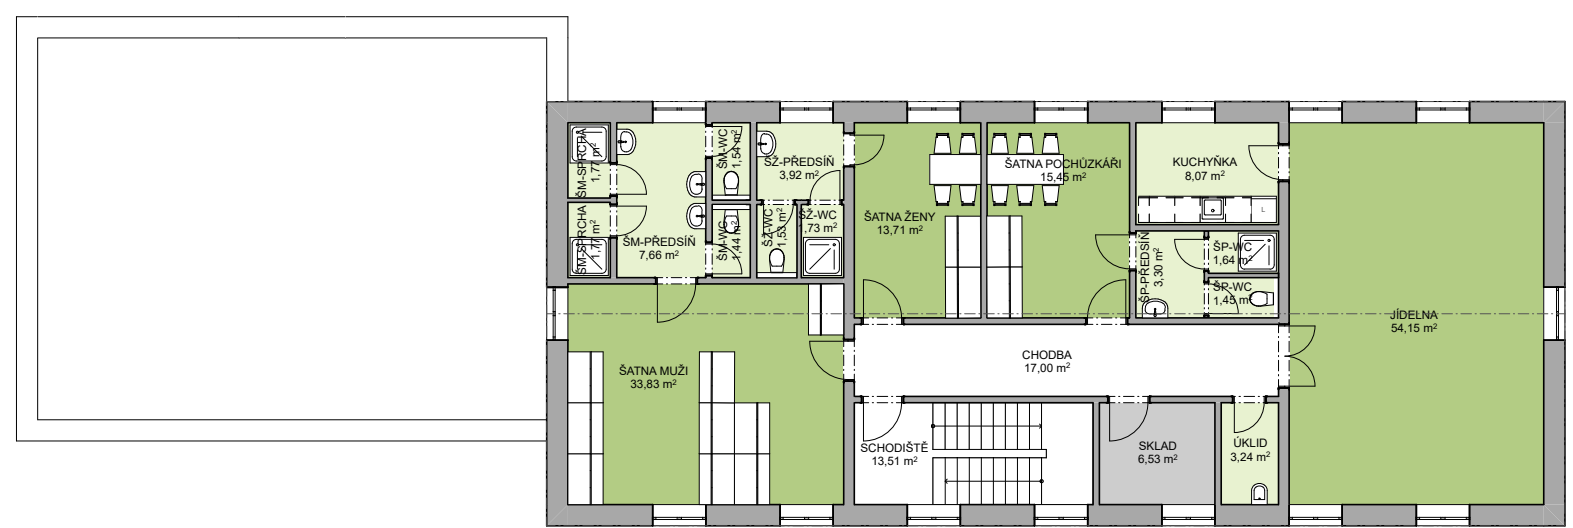 ŠM-SPRCHA
1,77 m²
ŠM-SPRCHA
1,77 m²
ŠM-PŘEDSÍŇ
7,66 m²
ŠM-WC
1,54 m²
ŠM-WC
1,44 m²
ŠŽ-PŘEDSÍŇ
3,92 m²
ŠŽ-WC
1,53 m²
ŠŽ-WC
1,73 m²
ŠATNA ŽENY
13,71 m²
ŠATNA POCHŮZKÁŘI
15,45 m²
KUCHYŇKA
8,07 m²
L
ŠP-PŘEDSÍŇ
3,30 m²
ŠP-WC
1,64 m²
ŠP-WC
1,45 m²
JÍDELNA
54,15 m²
ŠATNA MUŽI
33,83 m²
CHODBA
17,00 m²
SCHODIŠTĚ
13,51 m²
SKLAD
6,53 m²
ÚKLID
3,24 m²